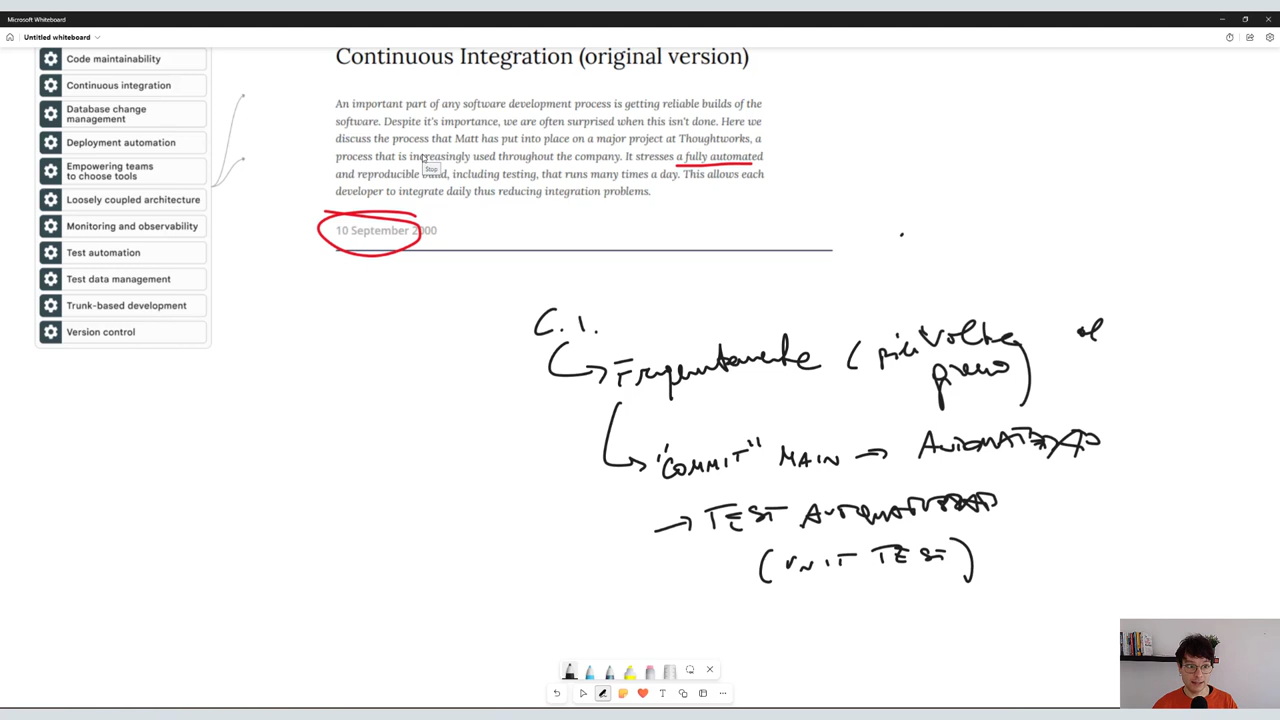 Microsoft Whiteboard
Untitled whiteboard
Code maintainability
Continuous integration
Database change
management
Deployment automation
Empowering teams
to choose tools
Loosely coupled architecture
Monitoring and observability
Test automation
Test data management
Trunk-based development
Version control
Continuous Integration (original version)
An important part of any software development process is getting reliable builds of the
software. Despite it's importance, we are often surprised when this isn't done. Here we
discuss the process that Matt has put into place on a major project at Thoughtworks, a
process that is increasingly used throughout the company. It stresses a fully automated
and reproducible build, including testing, that runs many times a day. This allows each
developer to integrate daily thus reducing integration problems.
Stop
10 September 2000
C.I.
Frequentemente (più volte al
giorno)
"COMMIT" MAIN →
→ TEST
(UNIT TEST)